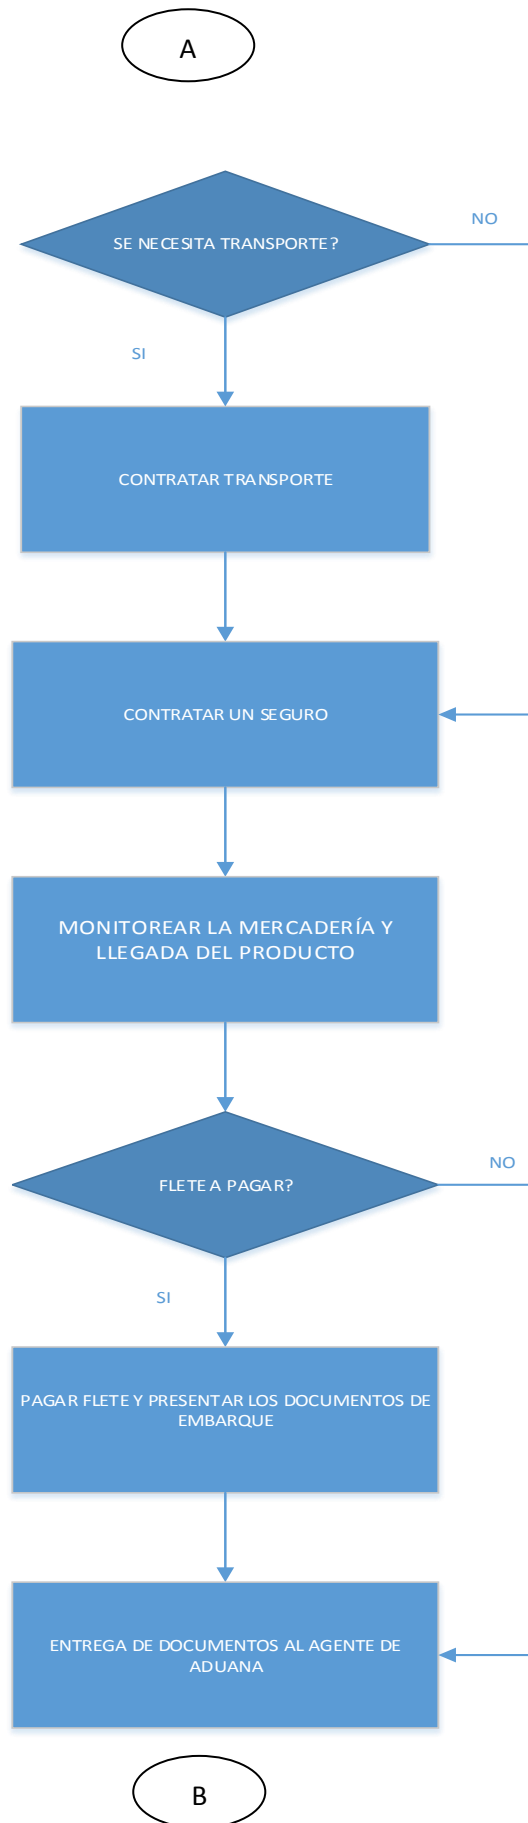 A
SE NECESITA TRANSPORTE?
NO
SI
CONTRATAR TRANSPORTE
CONTRATAR UN SEGURO
MONITOREAR LA MERCADERÍA Y
LLEGADA DEL PRODUCTO
FLETE A PAGAR?
NO
SI
PAGAR FLETE Y PRESENTAR LOS DOCUMENTOS DE
EMBARQUE
ENTREGA DE DOCUMENTOS AL AGENTE DE
ADUANA
B